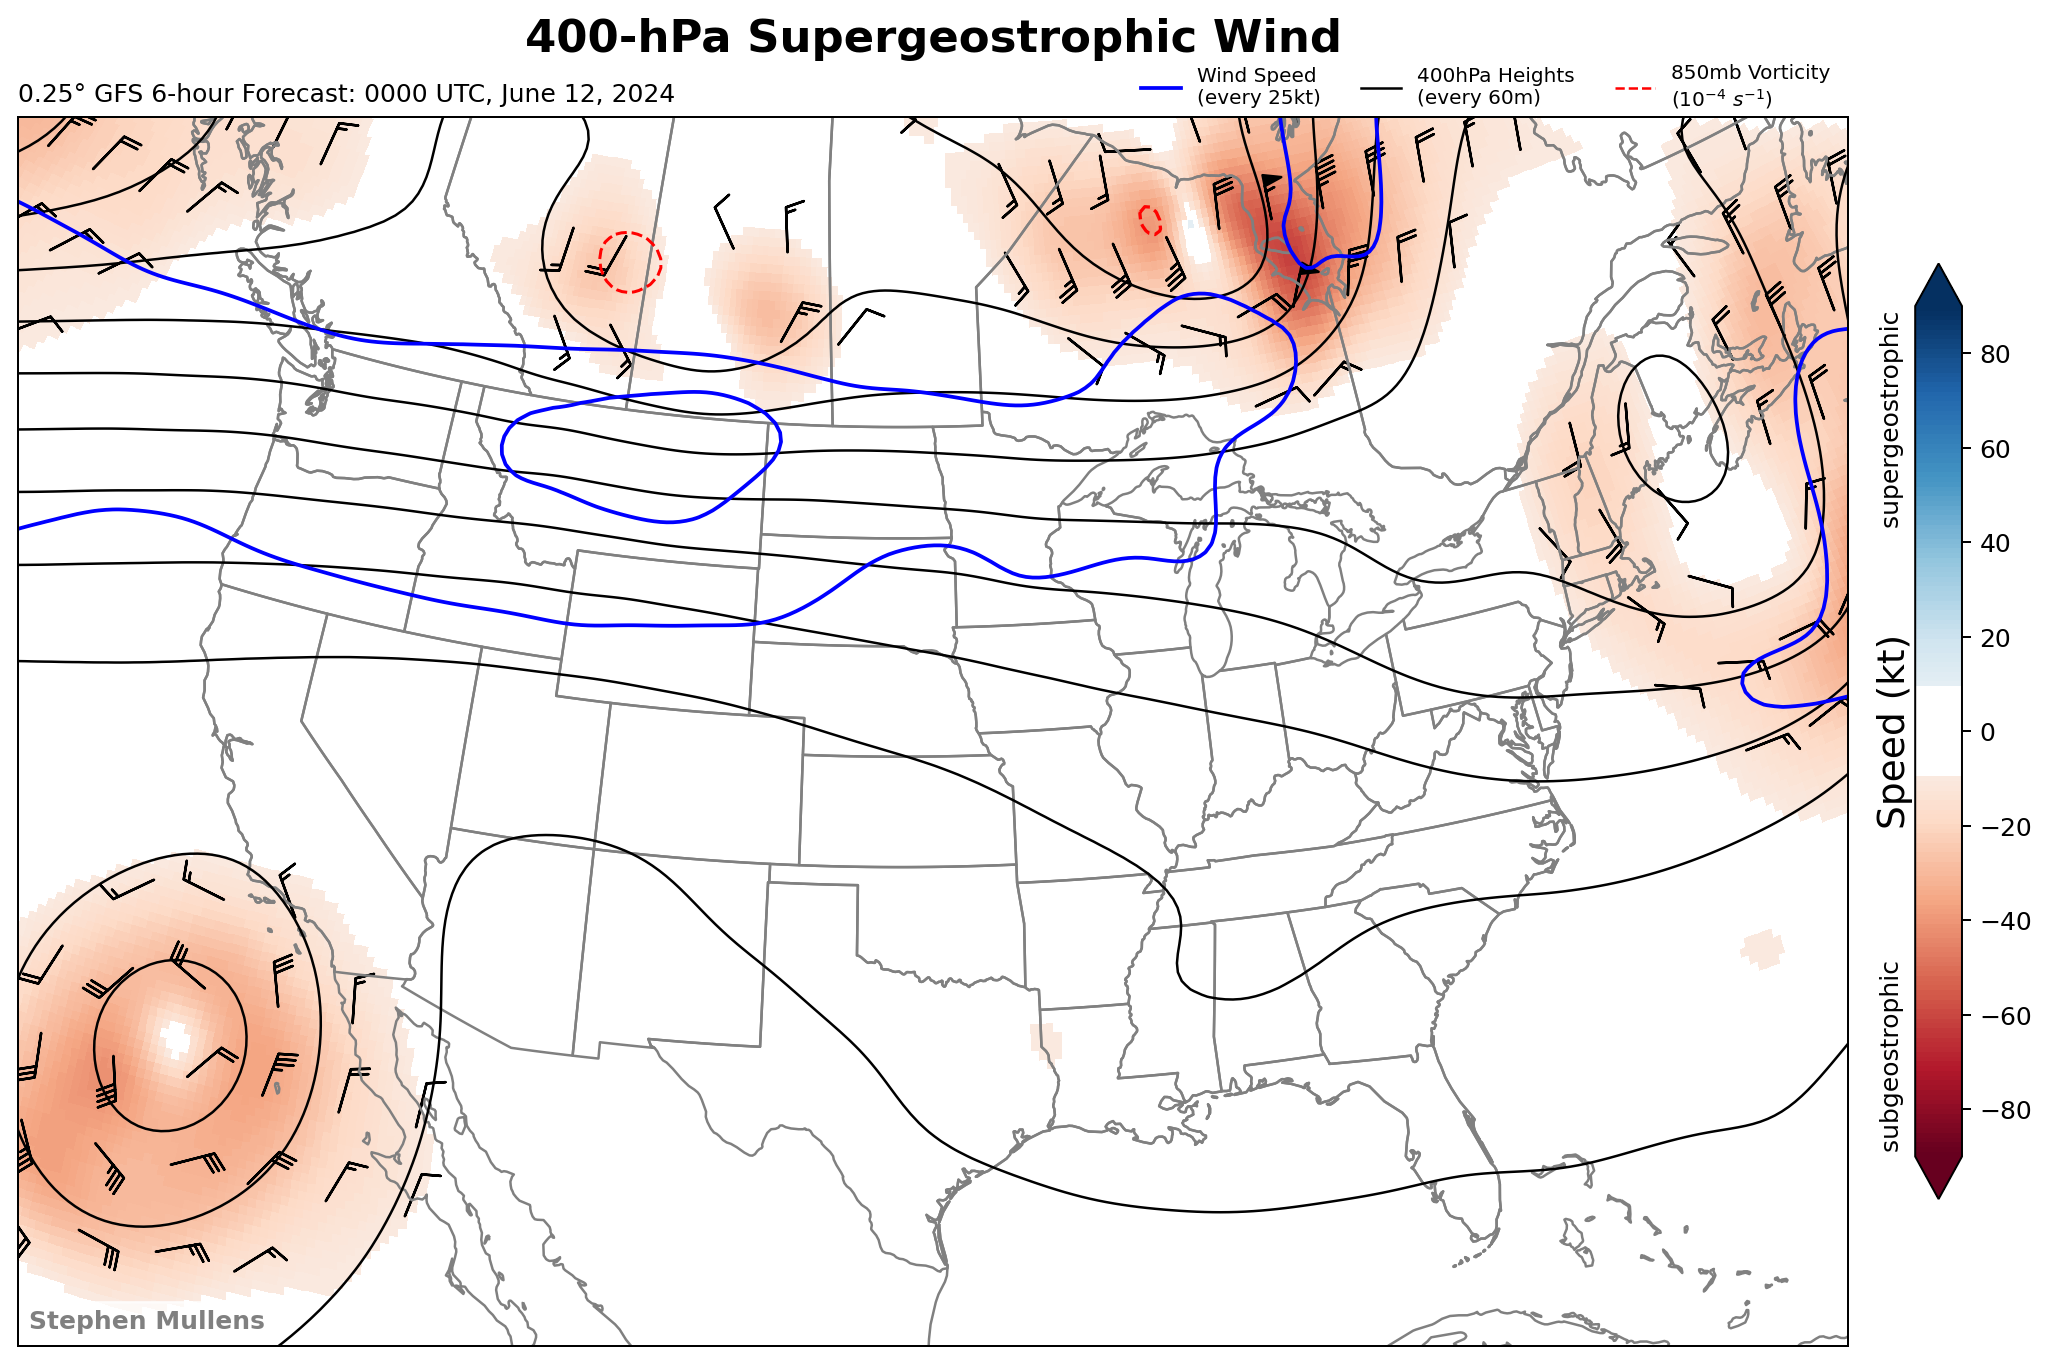 400-hPa Supergeostrophic Wind
0.25° GFS 6-hour Forecast: 0000 UTC, June 12, 2024
Wind Speed
(every 25kt)
400hPa Heights
(every 60m)
850mb Vorticity
(10⁻⁴ s⁻¹)
supergeostrophic
Speed (kt)
subgeostrophic
80
60
40
20
0
−20
−40
−60
−80
Stephen Mullens